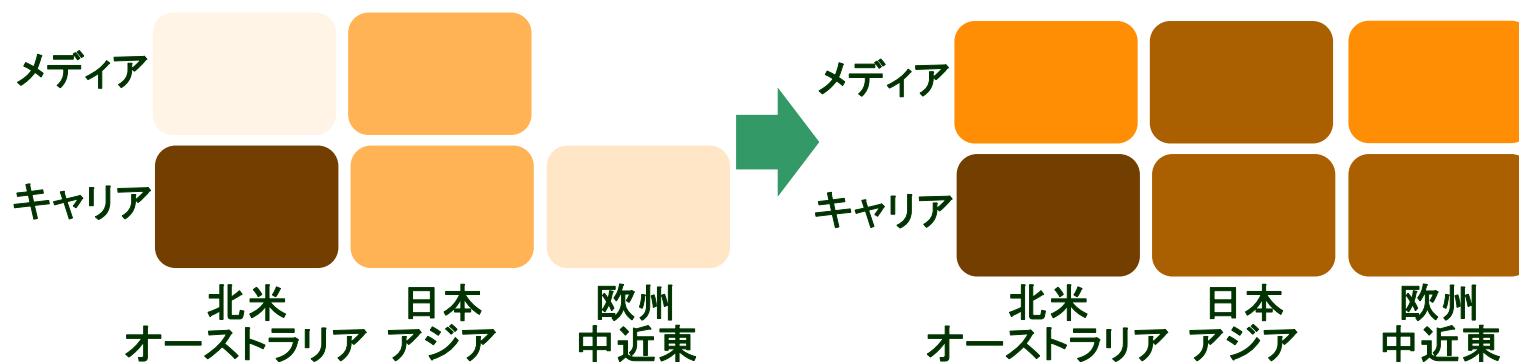 メディア
キャリア
北米
オーストラリア
日本
アジア
欧州
中近東
メディア
キャリア
北米
オーストラリア
日本
アジア
欧州
中近東